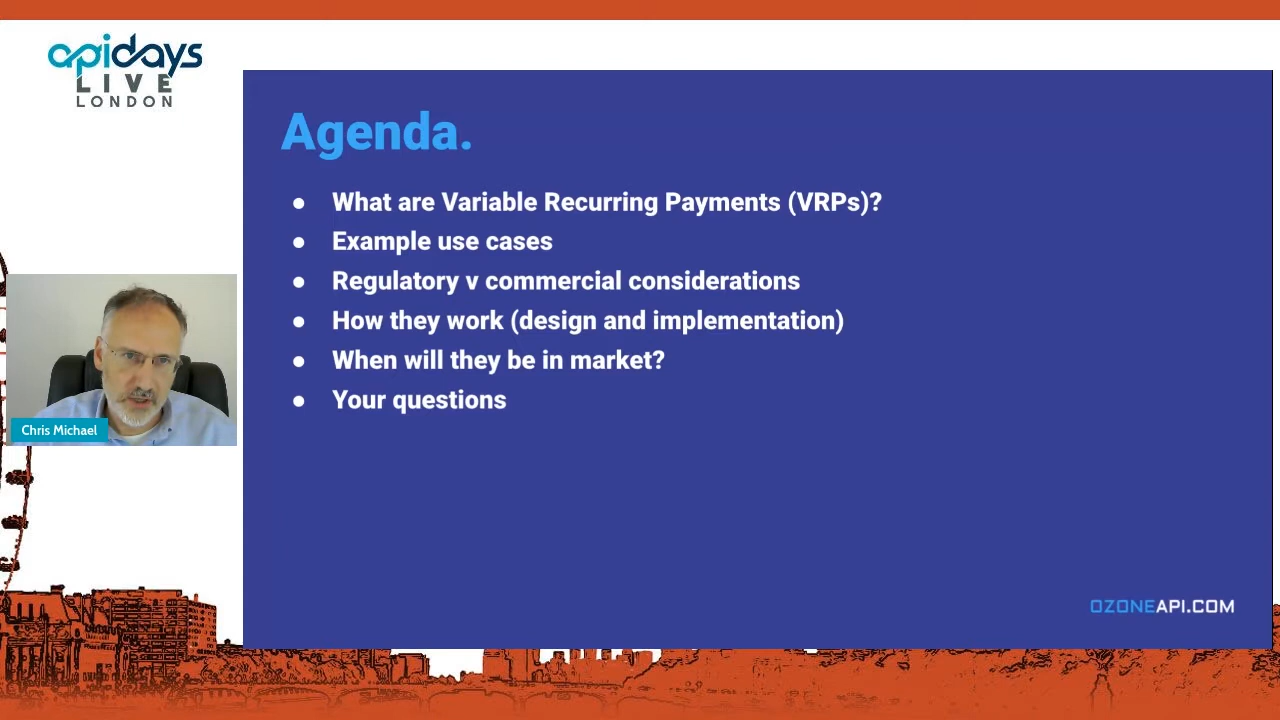 apidays
LIVE
LONDON
Agenda.
● What are Variable Recurring Payments (VRPs)?
● Example use cases
● Regulatory v commercial considerations
● How they work (design and implementation)
● When will they be in market?
● Your questions
Chris Michael
OZONEAPI.COM